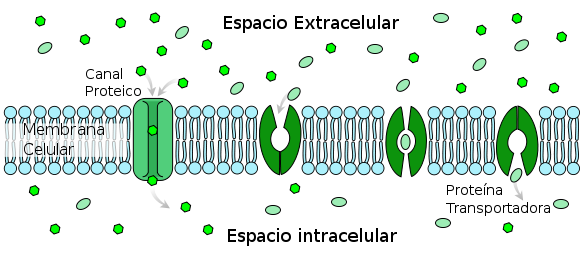 Espacio Extracelular
Canal
Proteico
Membrana
Celular
Proteína
Transportadora
Espacio intracelular